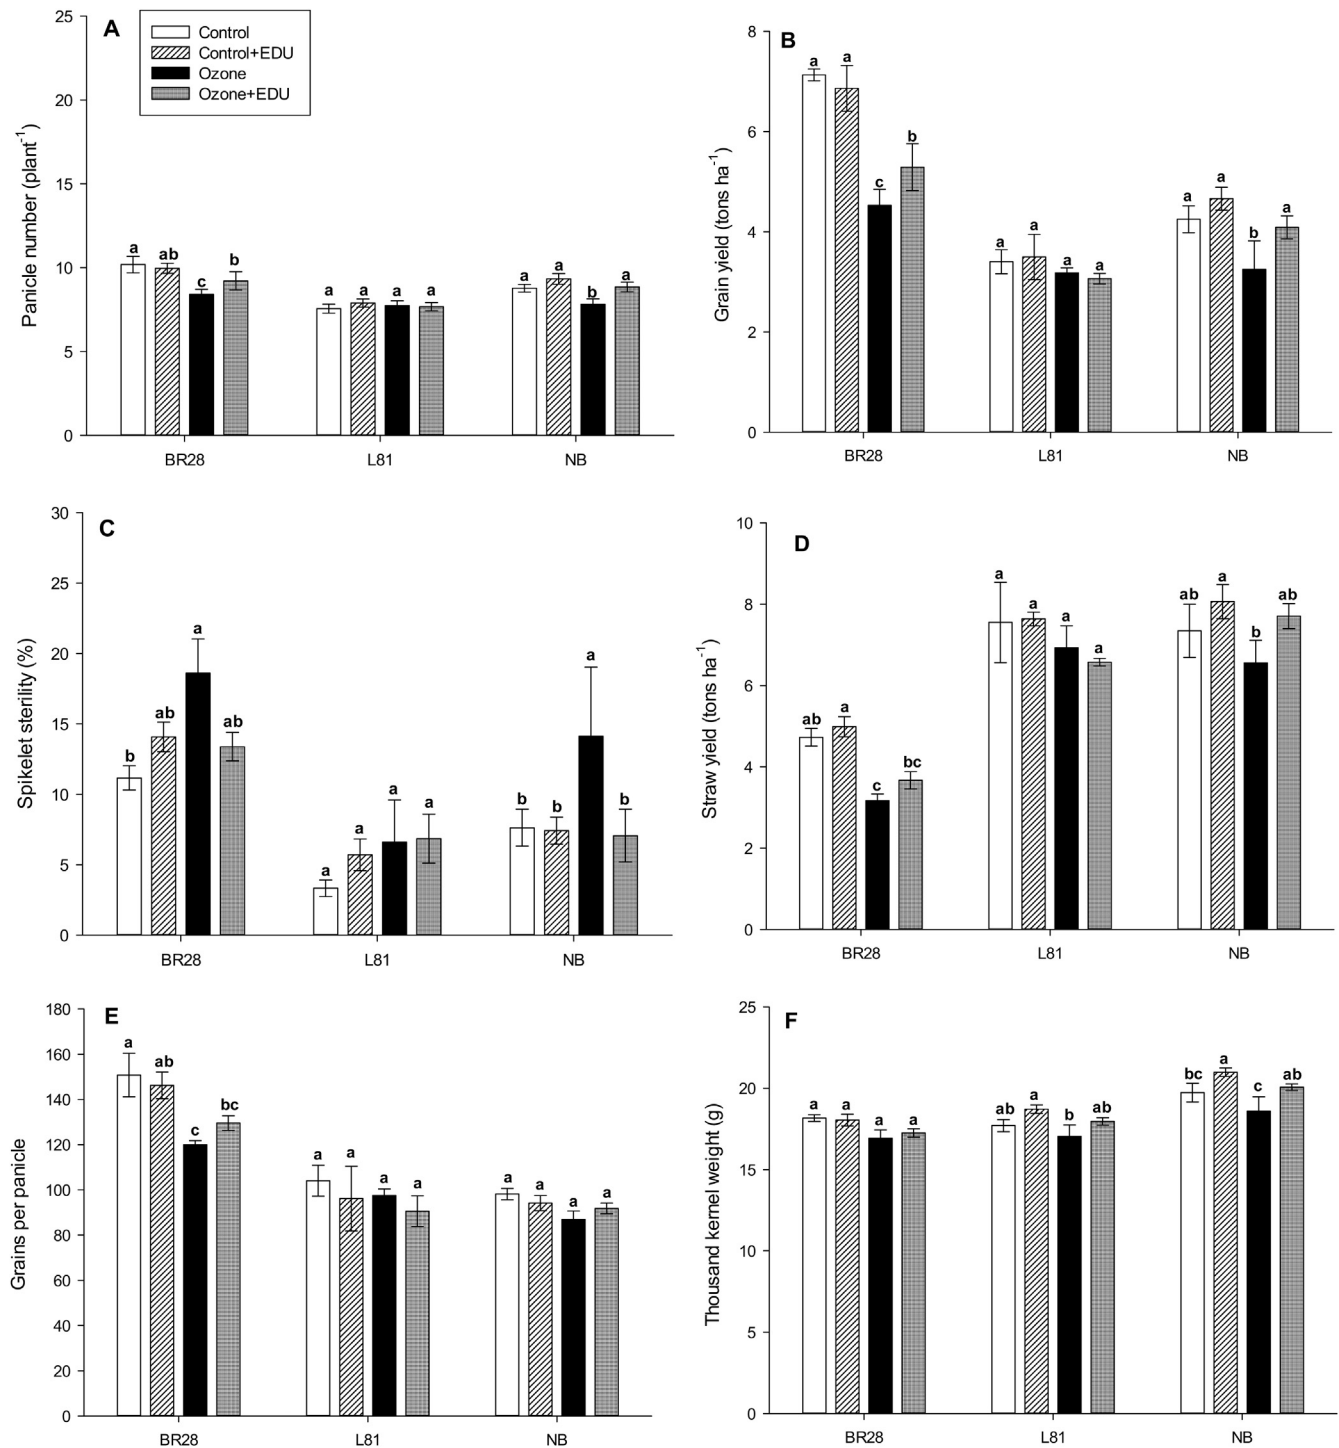 A
Control
Control+EDU
Ozone
Ozone+EDU
Panicle number (plant⁻¹)
25
20
15
10
5
0
a ab c b
a a a a
a a b a
BR28 L81 NB
B
Grain yield (tons ha⁻¹)
8
6
4
2
0
a a c b
a a a a
a a b a
BR28 L81 NB
C
Spikelet sterility (%)
30
25
20
15
10
5
0
b ab a ab
a a a a
b b a b
BR28 L81 NB
D
Straw yield (tons ha⁻¹)
10
8
6
4
2
0
ab a c bc
a a a a
ab a b ab
BR28 L81 NB
E
Grains per panicle
180
160
140
120
100
80
60
40
20
0
a ab c bc
a a a a
a a a a
BR28 L81 NB
F
Thousand kernel weight (g)
25
20
15
10
5
0
a a a a
ab a b ab
bc a c ab
BR28 L81 NB